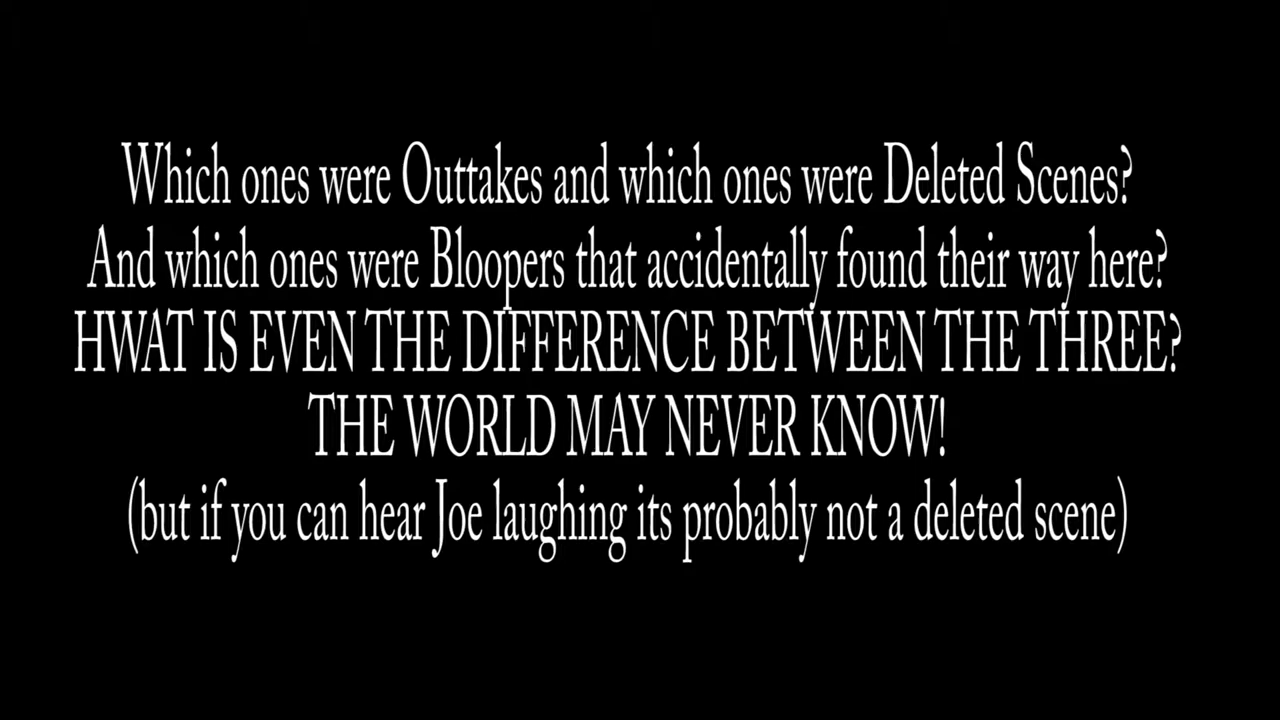 Which ones were Outtakes and which ones were Deleted Scenes?
And which ones were Bloopers that accidentally found their way here?
HWAT IS EVEN THE DIFFERENCE BETWEEN THE THREE?
THE WORLD MAY NEVER KNOW!
(but if you can hear Joe laughing its probably not a deleted scene)